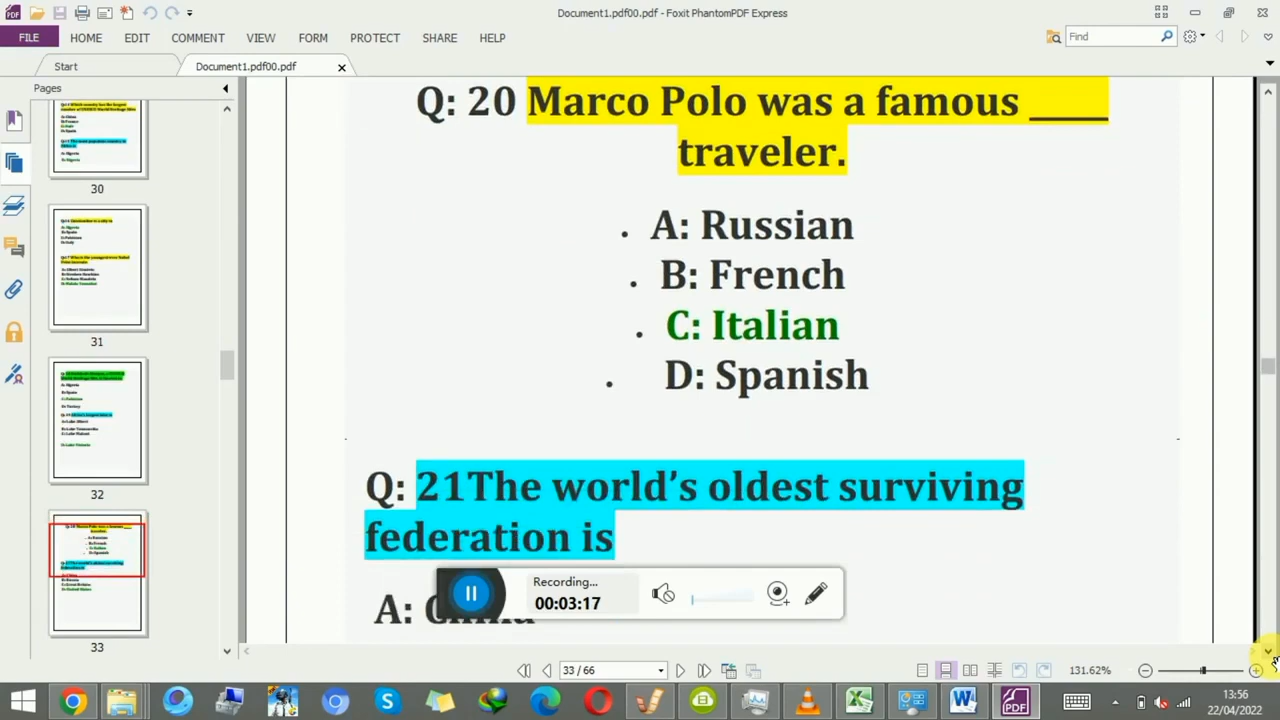 Document1.pdf00.pdf - Foxit PhantomPDF Express
FILE HOME EDIT COMMENT VIEW FORM PROTECT SHARE HELP
Find
Start
Document1.pdf00.pdf
Pages
30
31
32
33
Q: 20 Marco Polo was a famous ____
traveler.
. A: Russian
. B: French
. C: Italian
. D: Spanish
Q: 21The world’s oldest surviving
federation is
A: China
Recording...
00:03:17
33 / 66
131.62%
13:56
22/04/2022